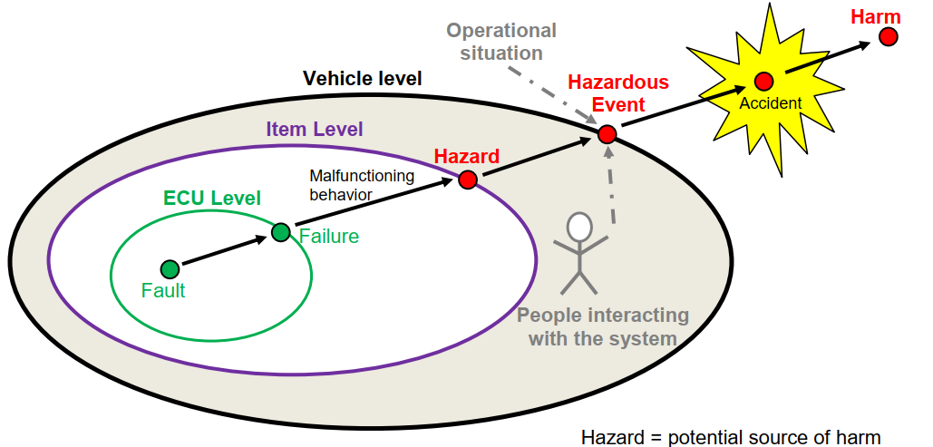 Operational
situation
Harm
Vehicle level
Hazardous
Event
Accident
Item Level
Hazard
Malfunctioning
behavior
ECU Level
Failure
Fault
People interacting
with the system
Hazard = potential source of harm